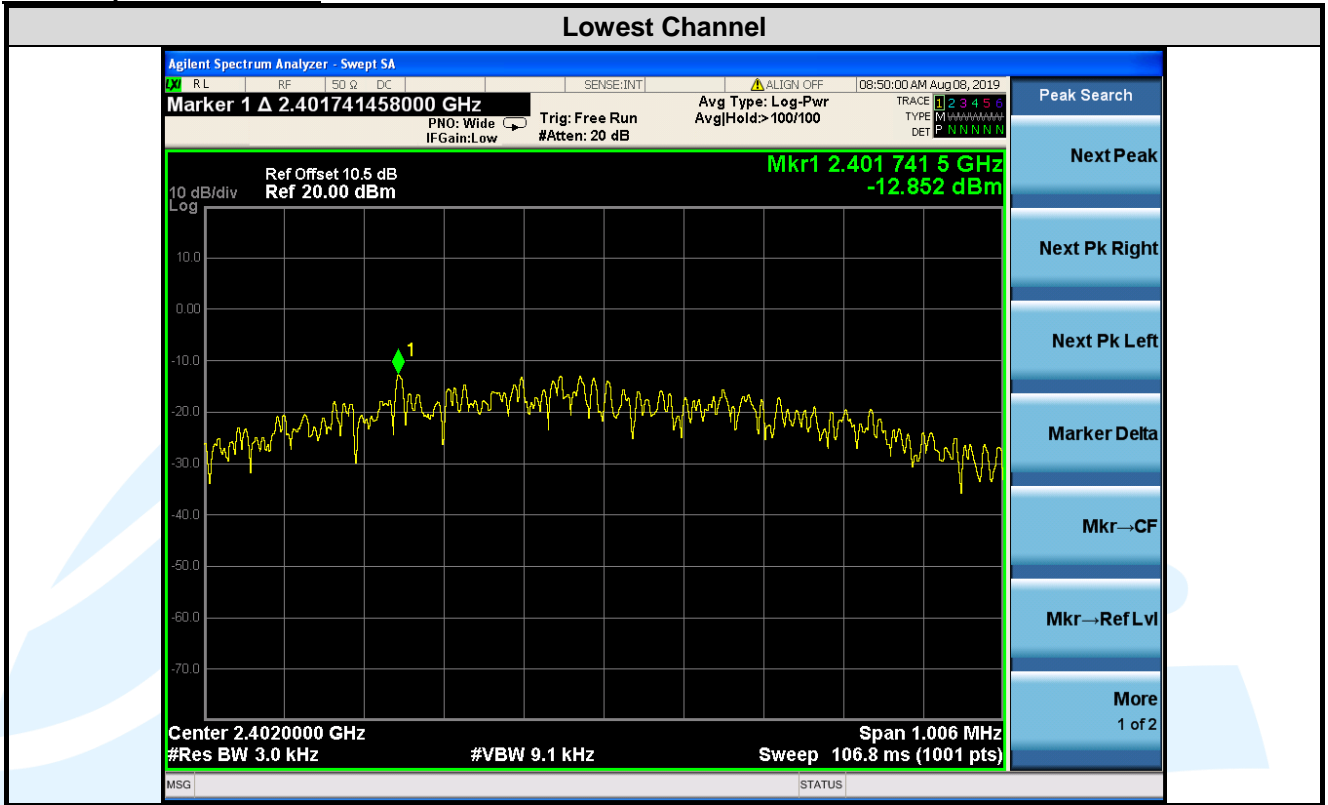 Lowest Channel
Agilent Spectrum Analyzer - Swept SA
LXI RL RF 50 Ω DC SENSE:INT ALIGN OFF 08:50:00 AM Aug 08, 2019
Marker 1 Δ 2.401741458000 GHz
PNO: Wide
IFGain:Low
Trig: Free Run
#Atten: 20 dB
Avg Type: Log-Pwr
Avg|Hold:>100/100
TRACE 1 2 3 4 5 6
TYPE M
DET P N N N N N
Mkr1 2.401 741 5 GHz
-12.852 dBm
Ref Offset 10.5 dB
10 dB/div Ref 20.00 dBm
Log
10.0
0.00
-10.0
1
-20.0
-30.0
-40.0
-50.0
-60.0
-70.0
Center 2.4020000 GHz Span 1.006 MHz
#Res BW 3.0 kHz #VBW 9.1 kHz Sweep 106.8 ms (1001 pts)
MSG STATUS
Peak Search
Next Peak
Next Pk Right
Next Pk Left
Marker Delta
Mkr→CF
Mkr→Ref Lvl
More
1 of 2